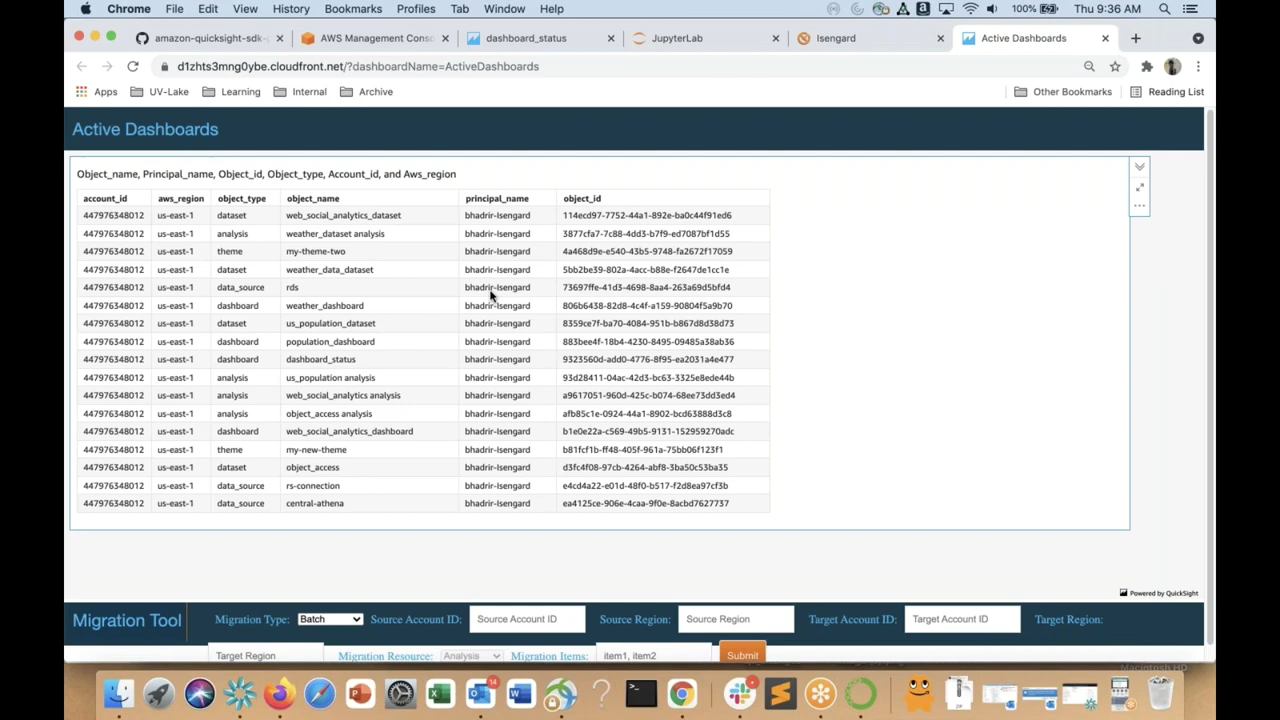 Chrome File Edit View History Bookmarks Profiles Tab Window Help 100% Thu 9:36 AM
amazon-quicksight-sdk- AWS Management Cons dashboard_status JupyterLab Isengard Active Dashboards
d1zhts3mng0ybe.cloudfront.net/?dashboardName=ActiveDashboards
Apps UV-Lake Learning Internal Archive Other Bookmarks Reading List
Active Dashboards
Object_name, Principal_name, Object_id, Object_type, Account_id, and Aws_region
account_id aws_region object_type object_name principal_name object_id
447976348012 us-east-1 dataset web_social_analytics_dataset bhadrir-Isengard 114ecd97-7752-44a1-892e-ba0c44f91ed6
447976348012 us-east-1 analysis weather_dataset analysis bhadrir-Isengard 3877cfa7-7c88-4dd3-b7f9-ed7087bf1d55
447976348012 us-east-1 theme my-theme-two bhadrir-Isengard 4a468d9e-e540-43b5-9748-fa2672f17059
447976348012 us-east-1 dataset weather_data_dataset bhadrir-Isengard 5bb2be39-802a-4acc-b88e-f2647de1cc1e
447976348012 us-east-1 data_source rds bhadrir-Isengard 73697ffe-41d3-4698-8aa4-263a69d5bfd4
447976348012 us-east-1 dashboard weather_dashboard bhadrir-Isengard 806b6438-82d8-4c4f-a159-90804f5a9b70
447976348012 us-east-1 dataset us_population_dataset bhadrir-Isengard 8359ce7f-ba70-4084-951b-b867d8d38d73
447976348012 us-east-1 dashboard population_dashboard bhadrir-Isengard 883bee4f-18b4-4230-8495-09485a38ab36
447976348012 us-east-1 dashboard dashboard_status bhadrir-Isengard 9323560d-add0-4776-8f95-ea2031a4e477
447976348012 us-east-1 analysis us_population analysis bhadrir-Isengard 93d28411-04ac-42d3-bc63-3325e8ede44b
447976348012 us-east-1 analysis web_social_analytics analysis bhadrir-Isengard a9617051-960d-425c-b074-68ee73dd3ed4
447976348012 us-east-1 analysis object_access analysis bhadrir-Isengard afb85c1e-0924-44a1-8902-bcd63888d3c8
447976348012 us-east-1 dashboard web_social_analytics_dashboard bhadrir-Isengard b1e0e22a-c569-49b5-9131-152959270adc
447976348012 us-east-1 theme my-new-theme bhadrir-Isengard b81fcf1b-ff48-405f-961a-75bb06f123f1
447976348012 us-east-1 dataset object_access bhadrir-Isengard d3fc4f08-97cb-4264-abf8-3ba50c53ba35
447976348012 us-east-1 data_source rs-connection bhadrir-Isengard e4cd4a22-e01d-48f0-b517-f2d8ea97cf3b
447976348012 us-east-1 data_source central-athena bhadrir-Isengard ea4125ce-906e-4caa-9f0e-8acbd7627737
Powered by QuickSight
Migration Tool Migration Type: Batch Source Account ID: Source Account ID Source Region: Source Region Target Account ID: Target Account ID Target Region:
Target Region Migration Resource: Analysis Migration Items: item1, item2 Submit
Macintosh HD
14